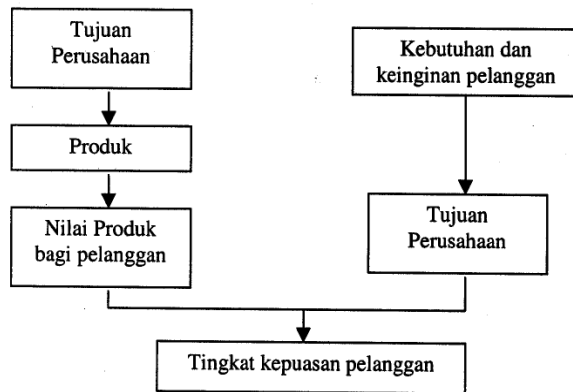 Tujuan
Perusahaan
Kebutuhan dan
keinginan pelanggan
Produk
Nilai Produk
bagi pelanggan
Tujuan
Perusahaan
Tingkat kepuasan pelanggan